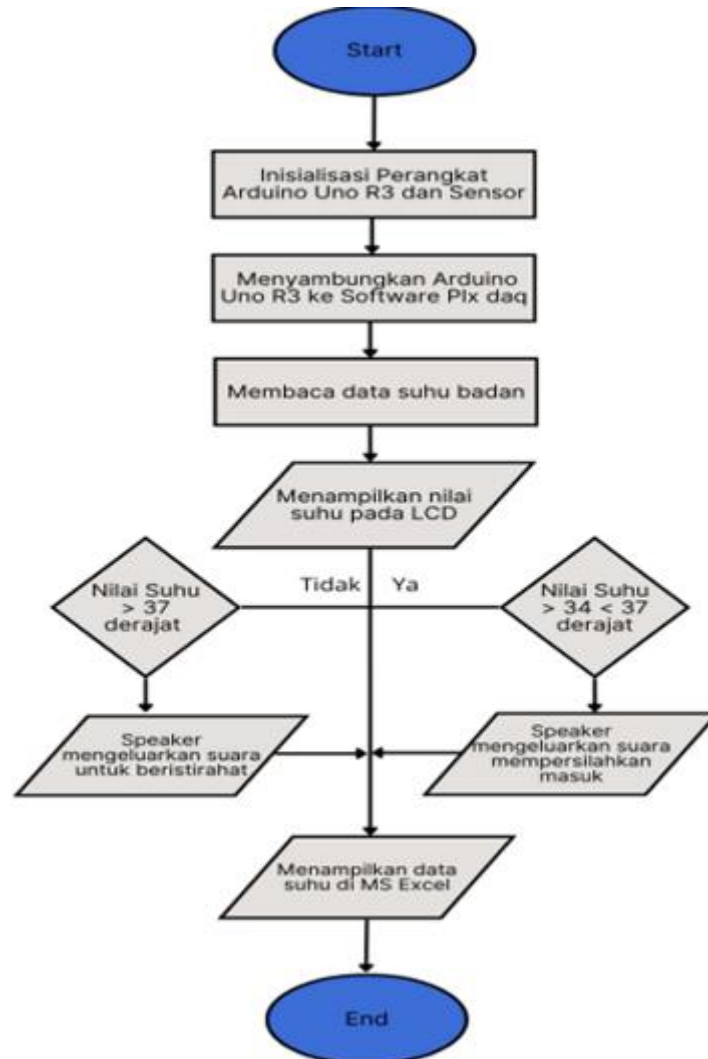 Start
Inisialisasi Perangkat
Arduino Uno R3 dan Sensor
Menyambungkan Arduino
Uno R3 ke Software Plx daq
Membaca data suhu badan
Menampilkan nilai
suhu pada LCD
Tidak
Ya
Nilai Suhu
> 37
derajat
Nilai Suhu
> 34 < 37
derajat
Speaker
mengeluarkan suara
untuk beristirahat
Speaker
mengeluarkan suara
mempersilahkan
masuk
Menampilkan data
suhu di MS Excel
End